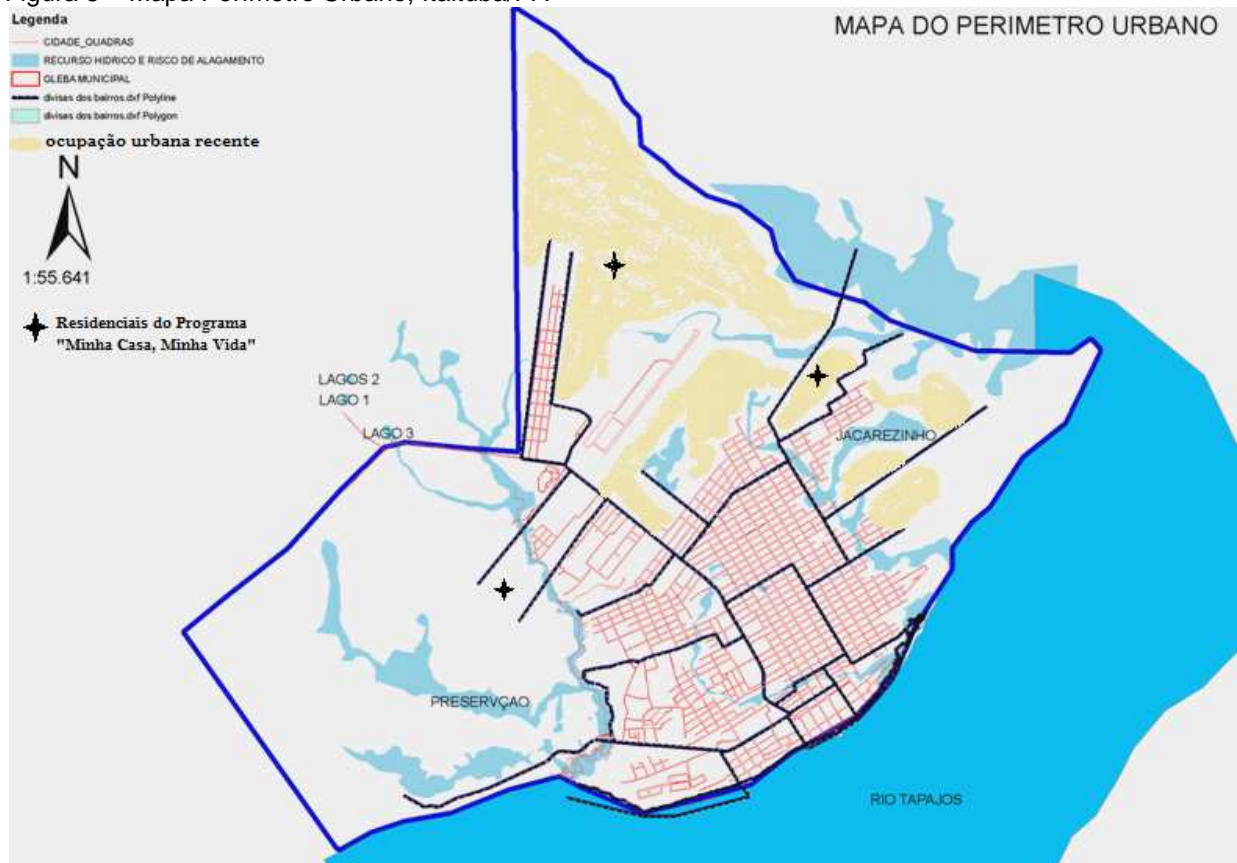 Legenda
CIDADE_QUADRAS
RECURSO HIDRICO E RISCO DE ALAGAMENTO
GLEBA MUNICIPAL
divisas dos bairros.dxf Polyline
divisas dos bairros.dxf Polygon
ocupação urbana recente
N
1:55.641
Residenciais do Programa
"Minha Casa, Minha Vida"
MAPA DO PERIMETRO URBANO
LAGOS 2
LAGO 1
LAGO 3
JACAREZINHO
PRESERVÇAO
RIO TAPAJOS